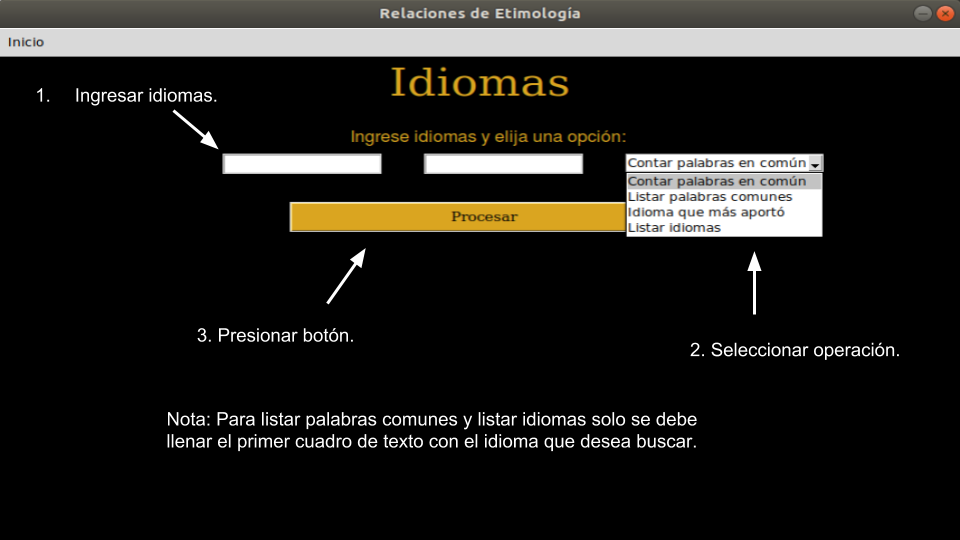 Relaciones de Etimología
Inicio
Idiomas
1. Ingresar idiomas.
Ingrese idiomas y elija una opción:
Contar palabras en común
Contar palabras en común
Listar palabras comunes
Idioma que más aportó
Listar idiomas
Procesar
3. Presionar botón.
2. Seleccionar operación.
Nota: Para listar palabras comunes y listar idiomas solo se debe
llenar el primer cuadro de texto con el idioma que desea buscar.